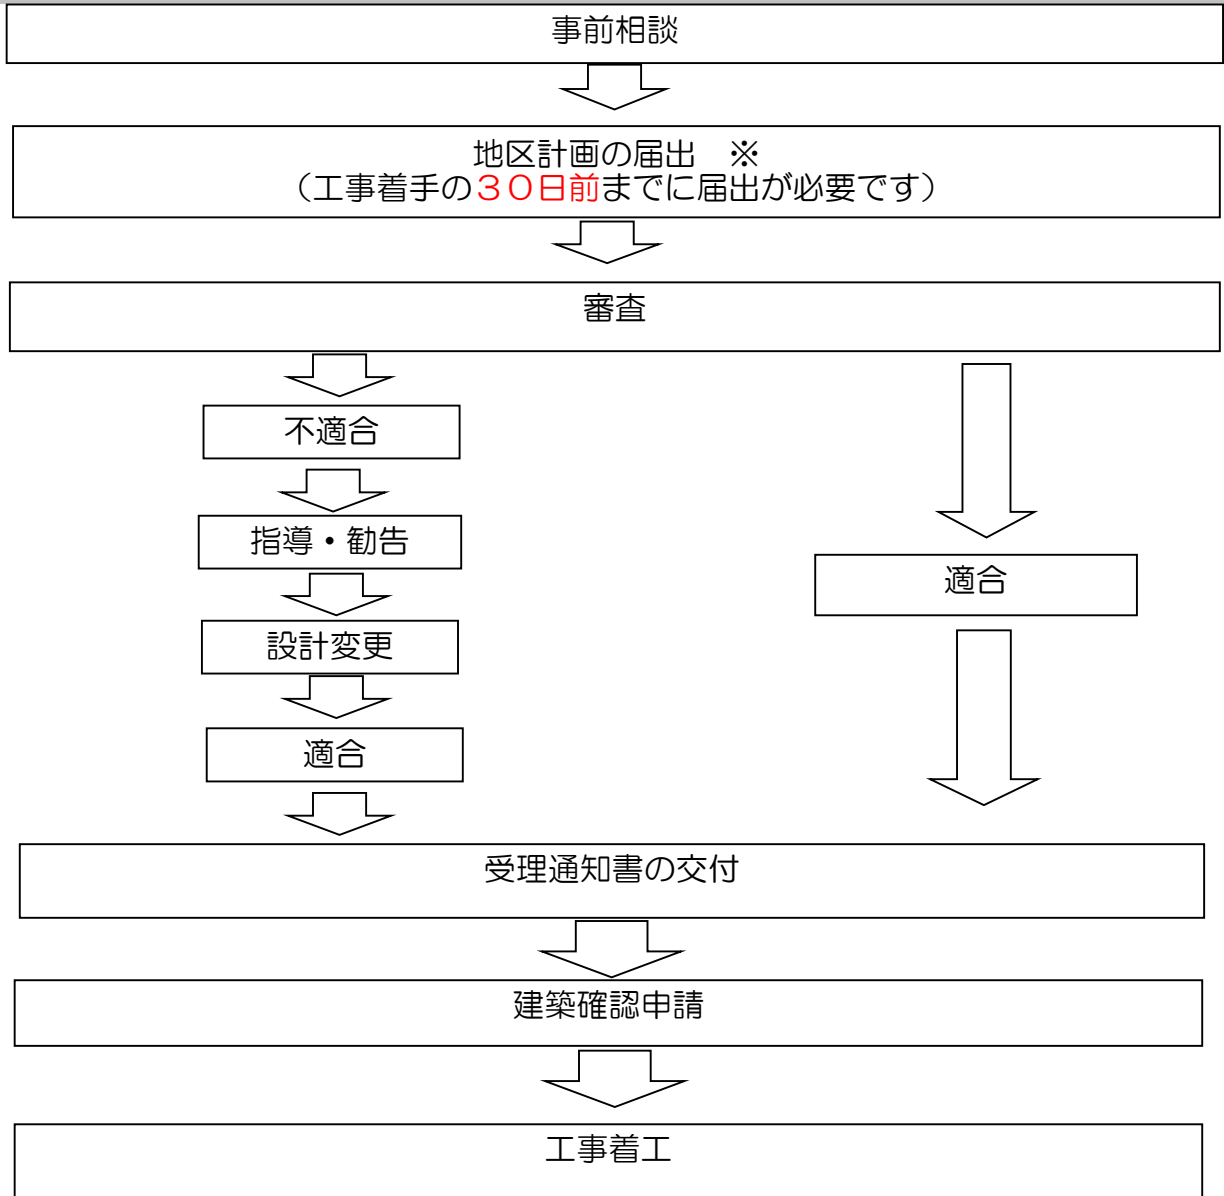 事前相談
地区計画の届出　※
（工事着手の３０日前までに届出が必要です）
審査
不適合
指導・勧告
設計変更
適合
適合
受理通知書の交付
建築確認申請
工事着工